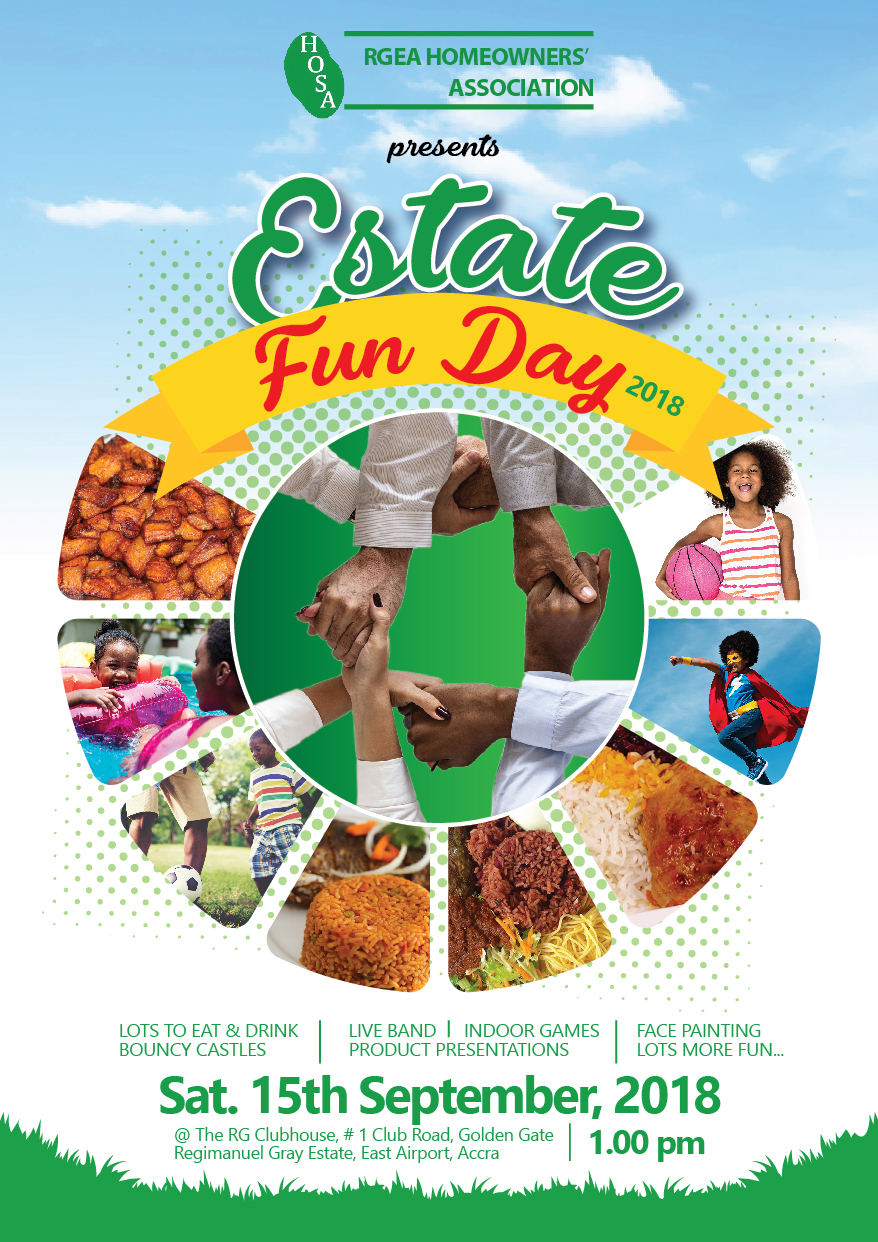 HOSA
RGEA HOMEOWNERS'
ASSOCIATION
presents
Estate
Fun Day 2018
LOTS TO EAT & DRINK | LIVE BAND | INDOOR GAMES | FACE PAINTING
BOUNCY CASTLES | PRODUCT PRESENTATIONS | LOTS MORE FUN...
Sat. 15th September, 2018
@ The RG Clubhouse, # 1 Club Road, Golden Gate
Regimanuel Gray Estate, East Airport, Accra
1.00 pm